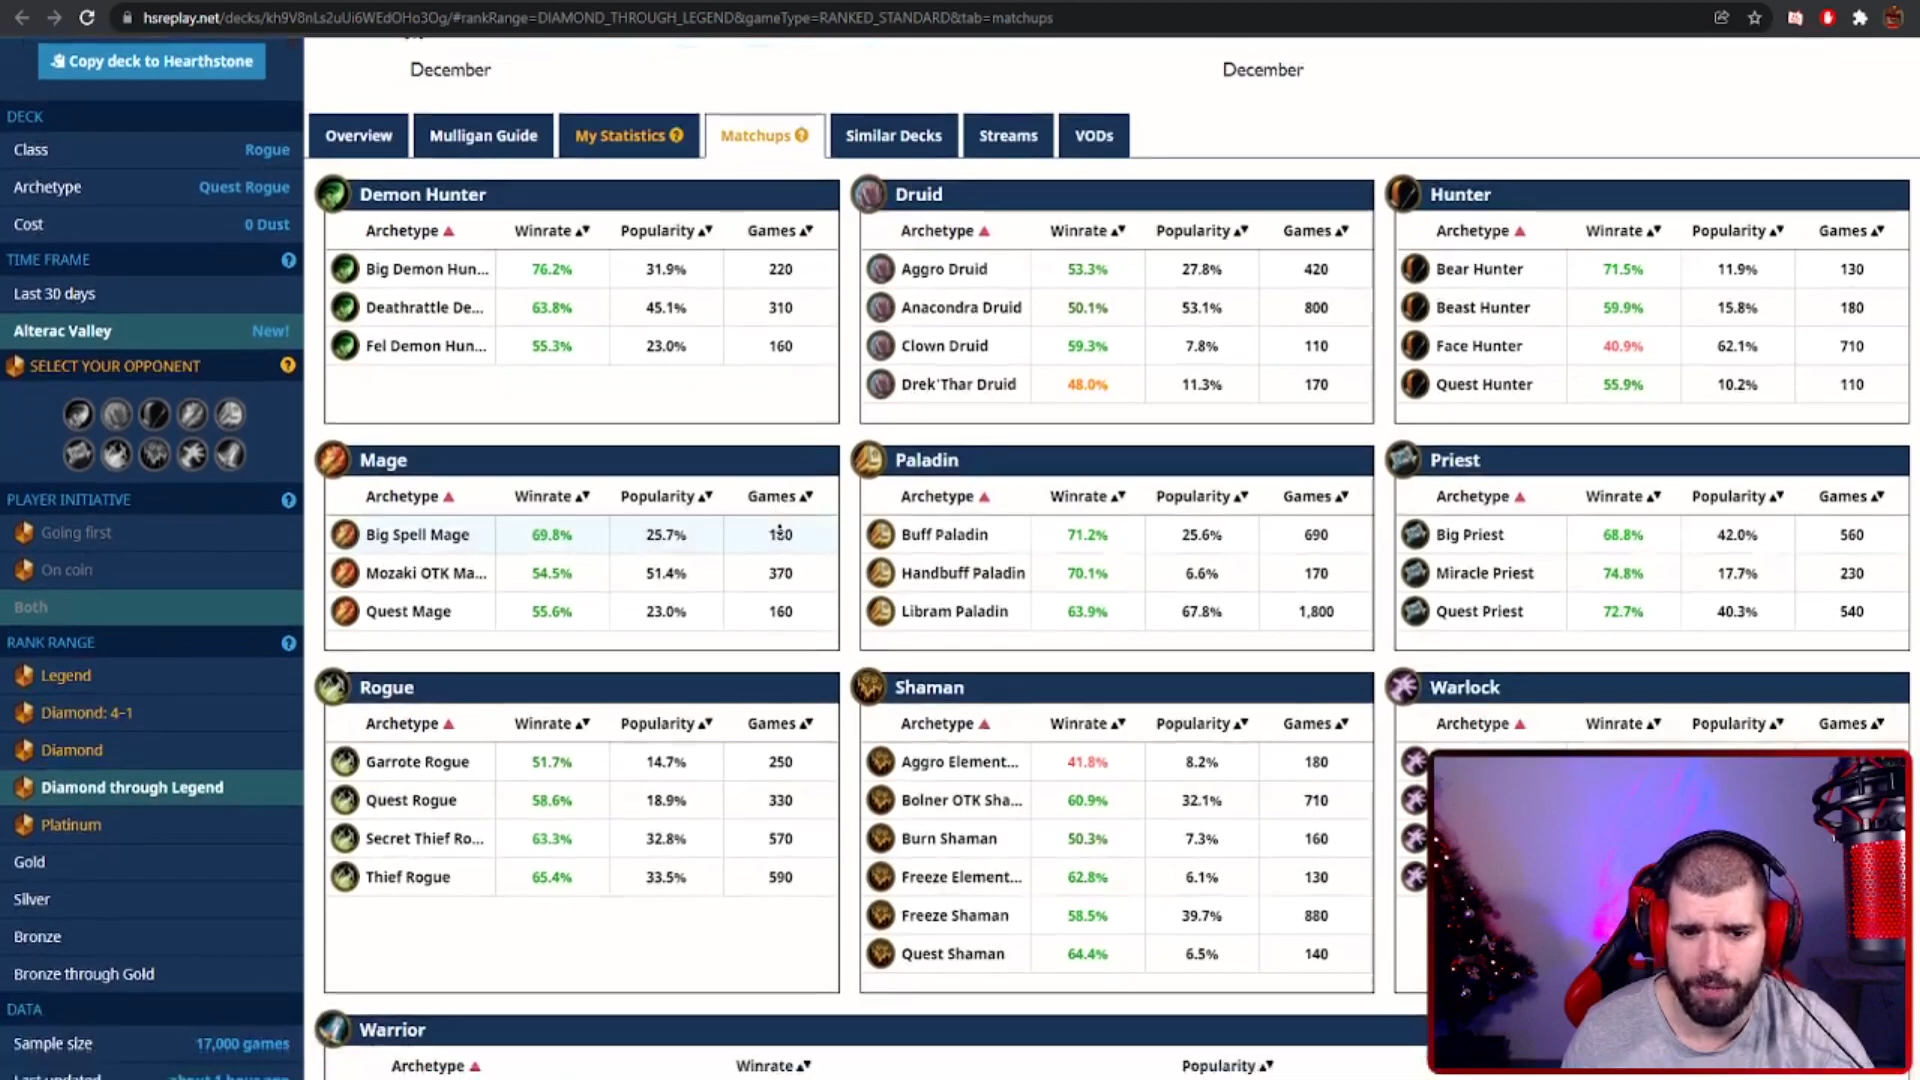 hsreplay.net/decks/kh9V8nLs2uUi6WEdOHo3Og/#rankRange=DIAMOND_THROUGH_LEGEND&gameType=RANKED_STANDARD&tab=matchups
Copy deck to Hearthstone
DECK
Class Rogue
Archetype Quest Rogue
Cost 0 Dust
TIME FRAME ?
Last 30 days
Alterac Valley New!
SELECT YOUR OPPONENT ?
PLAYER INITIATIVE ?
Going first
On coin
Both
RANK RANGE ?
Legend
Diamond: 4-1
Diamond
Diamond through Legend
Platinum
Gold
Silver
Bronze
Bronze through Gold
DATA
Sample size 17,000 games
Last updated about 1 hour ago
December December
Overview Mulligan Guide My Statistics ? Matchups ? Similar Decks Streams VODs
Demon Hunter
Archetype Winrate Popularity Games
Big Demon Hun... 76.2% 31.9% 220
Deathrattle De... 63.8% 45.1% 310
Fel Demon Hun... 55.3% 23.0% 160
Druid
Archetype Winrate Popularity Games
Aggro Druid 53.3% 27.8% 420
Anacondra Druid 50.1% 53.1% 800
Clown Druid 59.3% 7.8% 110
Drek'Thar Druid 48.0% 11.3% 170
Hunter
Archetype Winrate Popularity Games
Bear Hunter 71.5% 11.9% 130
Beast Hunter 59.9% 15.8% 180
Face Hunter 40.9% 62.1% 710
Quest Hunter 55.9% 10.2% 110
Mage
Archetype Winrate Popularity Games
Big Spell Mage 69.8% 25.7%
Mozaki OTK Ma... 54.5% 51.4% 370
Quest Mage 55.6% 23.0% 160
Paladin
Archetype Winrate Popularity Games
Buff Paladin 71.2% 25.6% 690
Handbuff Paladin 70.1% 6.6% 170
Libram Paladin 63.9% 67.8% 1,800
Priest
Archetype Winrate Popularity Games
Big Priest 68.8% 42.0% 560
Miracle Priest 74.8% 17.7% 230
Quest Priest 72.7% 40.3% 540
Rogue
Archetype Winrate Popularity Games
Garrote Rogue 51.7% 14.7% 250
Quest Rogue 58.6% 18.9% 330
Secret Thief Ro... 63.3% 32.8% 570
Thief Rogue 65.4% 33.5% 590
Shaman
Archetype Winrate Popularity Games
Aggro Element... 41.8% 8.2% 180
Bolner OTK Sha... 60.9% 32.1% 710
Burn Shaman 50.3% 7.3% 160
Freeze Element... 62.8% 6.1% 130
Freeze Shaman 58.5% 39.7% 880
Quest Shaman 64.4% 6.5% 140
Warlock
Archetype Winrate Popularity Games
Warrior
Archetype Winrate Popularity